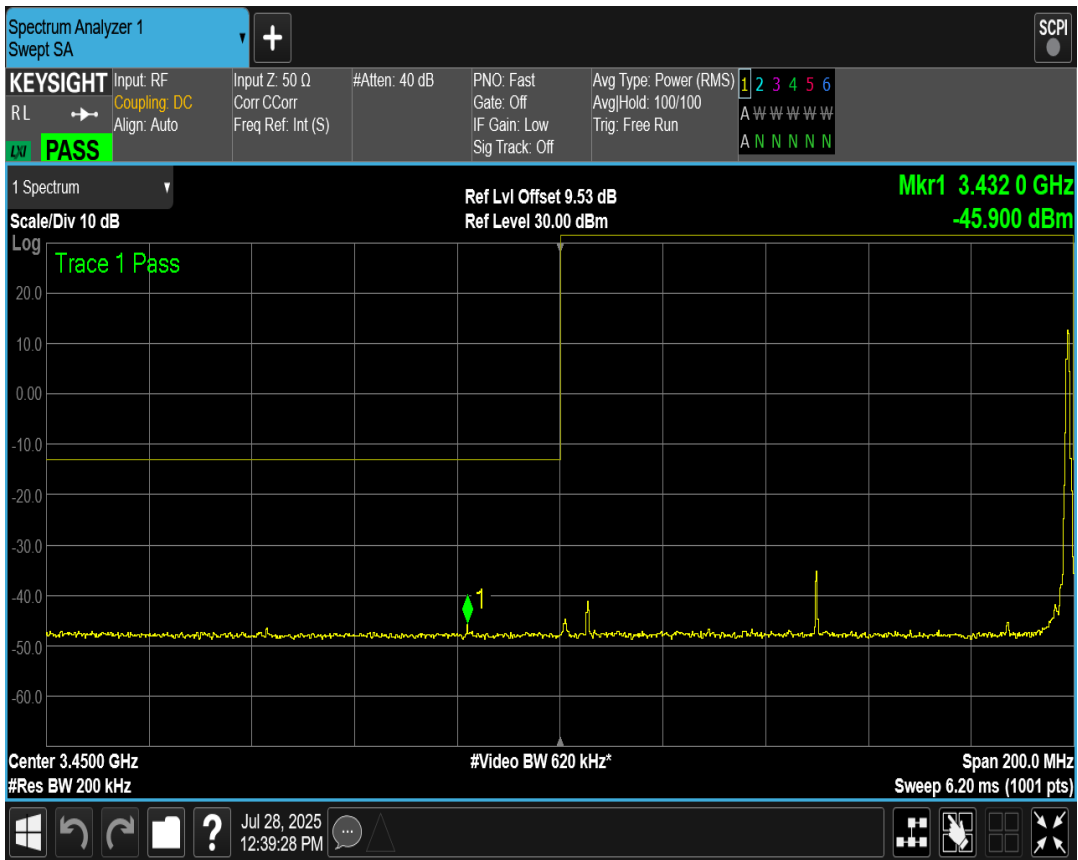 Spectrum Analyzer 1
Swept SA
SCPI
KEYSIGHT
R L
LXI PASS
Input: RF
Coupling: DC
Align: Auto
Input Z: 50 Ω
Corr CCorr
Freq Ref: Int (S)
#Atten: 40 dB
PNO: Fast
Gate: Off
IF Gain: Low
Sig Track: Off
Avg Type: Power (RMS)
Avg|Hold: 100/100
Trig: Free Run
1 2 3 4 5 6
A W W W W W
A N N N N N
1 Spectrum
Scale/Div 10 dB
Ref Lvl Offset 9.53 dB
Ref Level 30.00 dBm
Mkr1 3.432 0 GHz
-45.900 dBm
Log
Trace 1 Pass
20.0
10.0
0.00
-10.0
-20.0
-30.0
-40.0
1
-50.0
-60.0
Center 3.4500 GHz
#Res BW 200 kHz
#Video BW 620 kHz*
Span 200.0 MHz
Sweep 6.20 ms (1001 pts)
Jul 28, 2025
12:39:28 PM